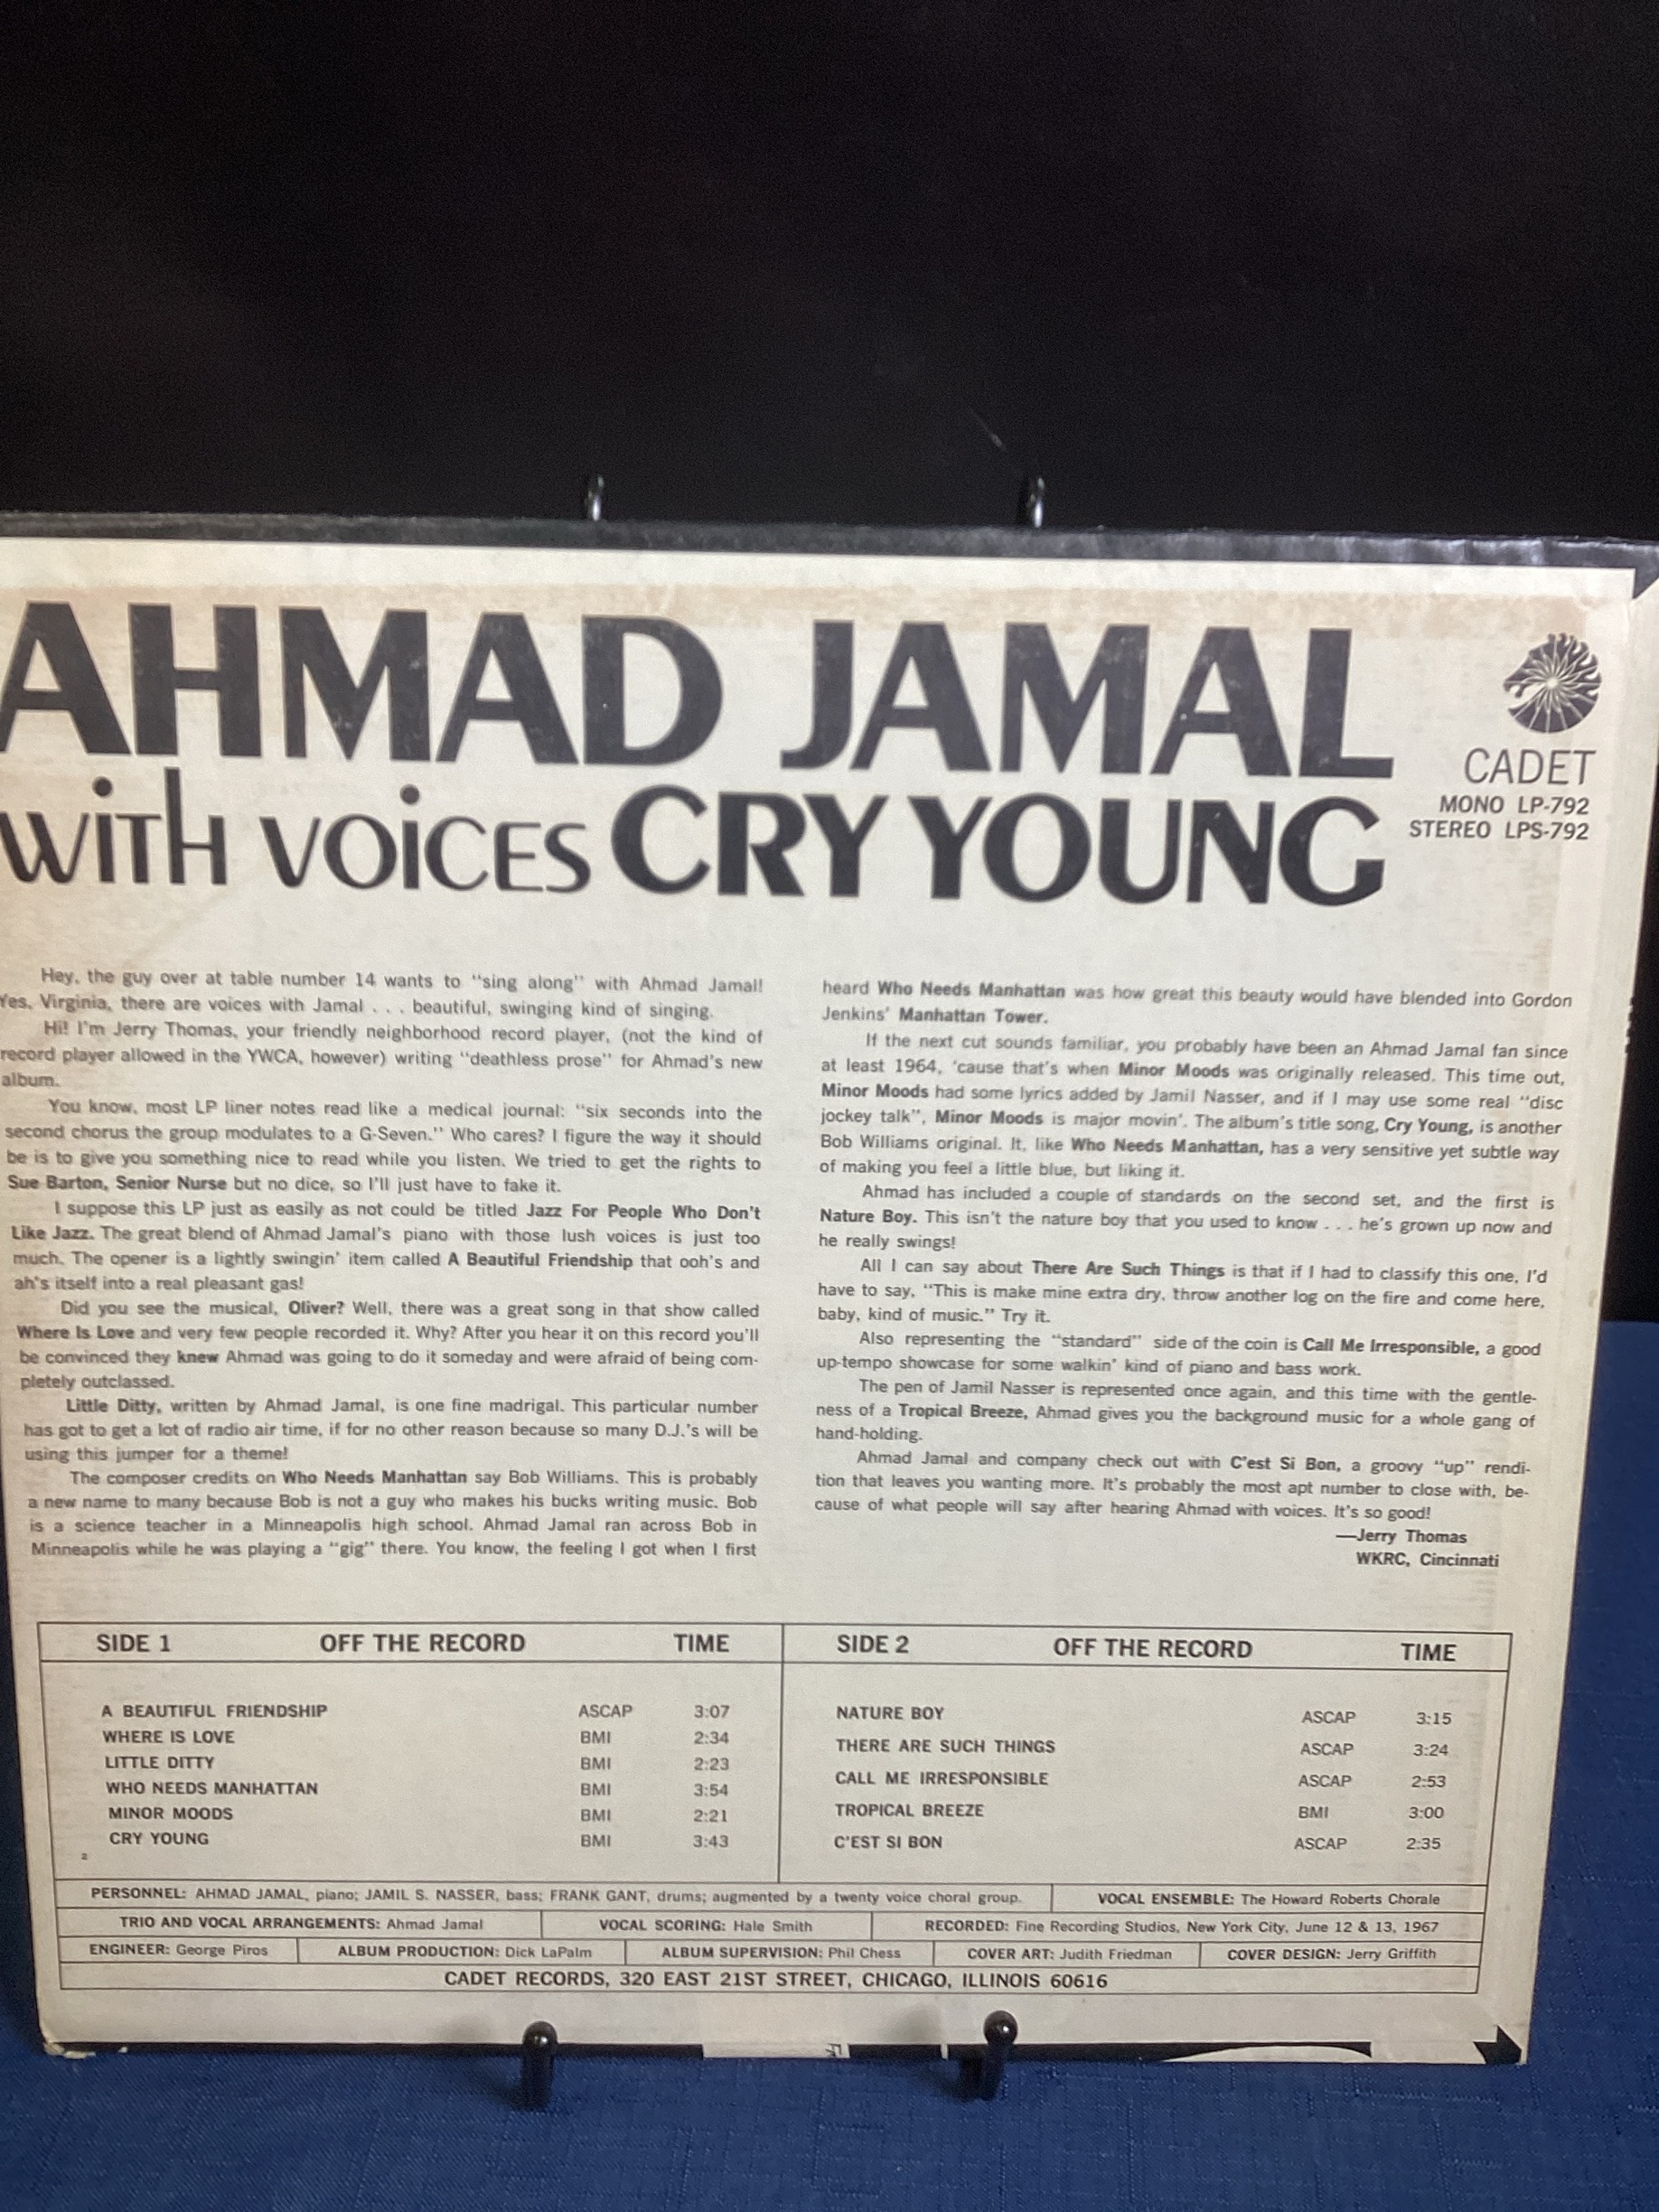 AHMAD JAMAL
with voices CRY YOUNG
CADET
MONO LP-792
STEREO LPS-792
Hey, the guy over at table number 14 wants to “sing along” with Ahmad Jamal!
Yes, Virginia, there are voices with Jamal . . . beautiful, swinging kind of singing.
Hi! I’m Jerry Thomas, your friendly neighborhood record player, (not the kind of
record player allowed in the YWCA, however) writing “deathless prose” for Ahmad’s new
album.
You know, most LP liner notes read like a medical journal: “six seconds into the
second chorus the group modulates to a G-Seven.” Who cares? I figure the way it should
be is to give you something nice to read while you listen. We tried to get the rights to
Sue Barton, Senior Nurse but no dice, so I’ll just have to fake it.
I suppose this LP just as easily as not could be titled Jazz For People Who Don’t
Like Jazz. The great blend of Ahmad Jamal’s piano with those lush voices is just too
much. The opener is a lightly swingin’ item called A Beautiful Friendship that ooh’s and
ah’s itself into a real pleasant gas!
Did you see the musical, Oliver? Well, there was a great song in that show called
Where Is Love and very few people recorded it. Why? After you hear it on this record you’ll
be convinced they knew Ahmad was going to do it someday and were afraid of being com-
pletely outclassed.
Little Ditty, written by Ahmad Jamal, is one fine madrigal. This particular number
has got to get a lot of radio air time, if for no other reason because so many D.J.’s will be
using this jumper for a theme!
The composer credits on Who Needs Manhattan say Bob Williams. This is probably
a new name to many because Bob is not a guy who makes his bucks writing music. Bob
is a science teacher in a Minneapolis high school. Ahmad Jamal ran across Bob in
Minneapolis while he was playing a “gig” there. You know, the feeling I got when I first
heard Who Needs Manhattan was how great this beauty would have blended into Gordon
Jenkins’ Manhattan Tower.
If the next cut sounds familiar, you probably have been an Ahmad Jamal fan since
at least 1964, ’cause that’s when Minor Moods was originally released. This time out,
Minor Moods had some lyrics added by Jamil Nasser, and if I may use some real “disc
jockey talk”, Minor Moods is major movin’. The album’s title song, Cry Young, is another
Bob Williams original. It, like Who Needs Manhattan, has a very sensitive yet subtle way
of making you feel a little blue, but liking it.
Ahmad has included a couple of standards on the second set, and the first is
Nature Boy. This isn’t the nature boy that you used to know . . . he’s grown up now and
he really swings!
All I can say about There Are Such Things is that if I had to classify this one, I’d
have to say, “This is make mine extra dry, throw another log on the fire and come here,
baby, kind of music.” Try it.
Also representing the “standard” side of the coin is Call Me Irresponsible, a good
up-tempo showcase for some walkin’ kind of piano and bass work.
The pen of Jamil Nasser is represented once again, and this time with the gentle-
ness of a Tropical Breeze, Ahmad gives you the background music for a whole gang of
hand-holding.
Ahmad Jamal and company check out with C’est Si Bon, a groovy “up” rendi-
tion that leaves you wanting more. It’s probably the most apt number to close with, be-
cause of what people will say after hearing Ahmad with voices. It’s so good!
—Jerry Thomas
WKRC, Cincinnati
SIDE 1 OFF THE RECORD TIME
A BEAUTIFUL FRIENDSHIP ASCAP 3:07
WHERE IS LOVE BMI 2:34
LITTLE DITTY BMI 2:23
WHO NEEDS MANHATTAN BMI 3:54
MINOR MOODS BMI 2:21
CRY YOUNG BMI 3:43
2
SIDE 2 OFF THE RECORD TIME
NATURE BOY ASCAP 3:15
THERE ARE SUCH THINGS ASCAP 3:24
CALL ME IRRESPONSIBLE ASCAP 2:53
TROPICAL BREEZE BMI 3:00
C’EST SI BON ASCAP 2:35
PERSONNEL: AHMAD JAMAL, piano; JAMIL S. NASSER, bass; FRANK GANT, drums; augmented by a twenty voice choral group. VOCAL ENSEMBLE: The Howard Roberts Chorale
TRIO AND VOCAL ARRANGEMENTS: Ahmad Jamal VOCAL SCORING: Hale Smith RECORDED: Fine Recording Studios, New York City, June 12 & 13, 1967
ENGINEER: George Piros ALBUM PRODUCTION: Dick LaPalm ALBUM SUPERVISION: Phil Chess COVER ART: Judith Friedman COVER DESIGN: Jerry Griffith
CADET RECORDS, 320 EAST 21ST STREET, CHICAGO, ILLINOIS 60616